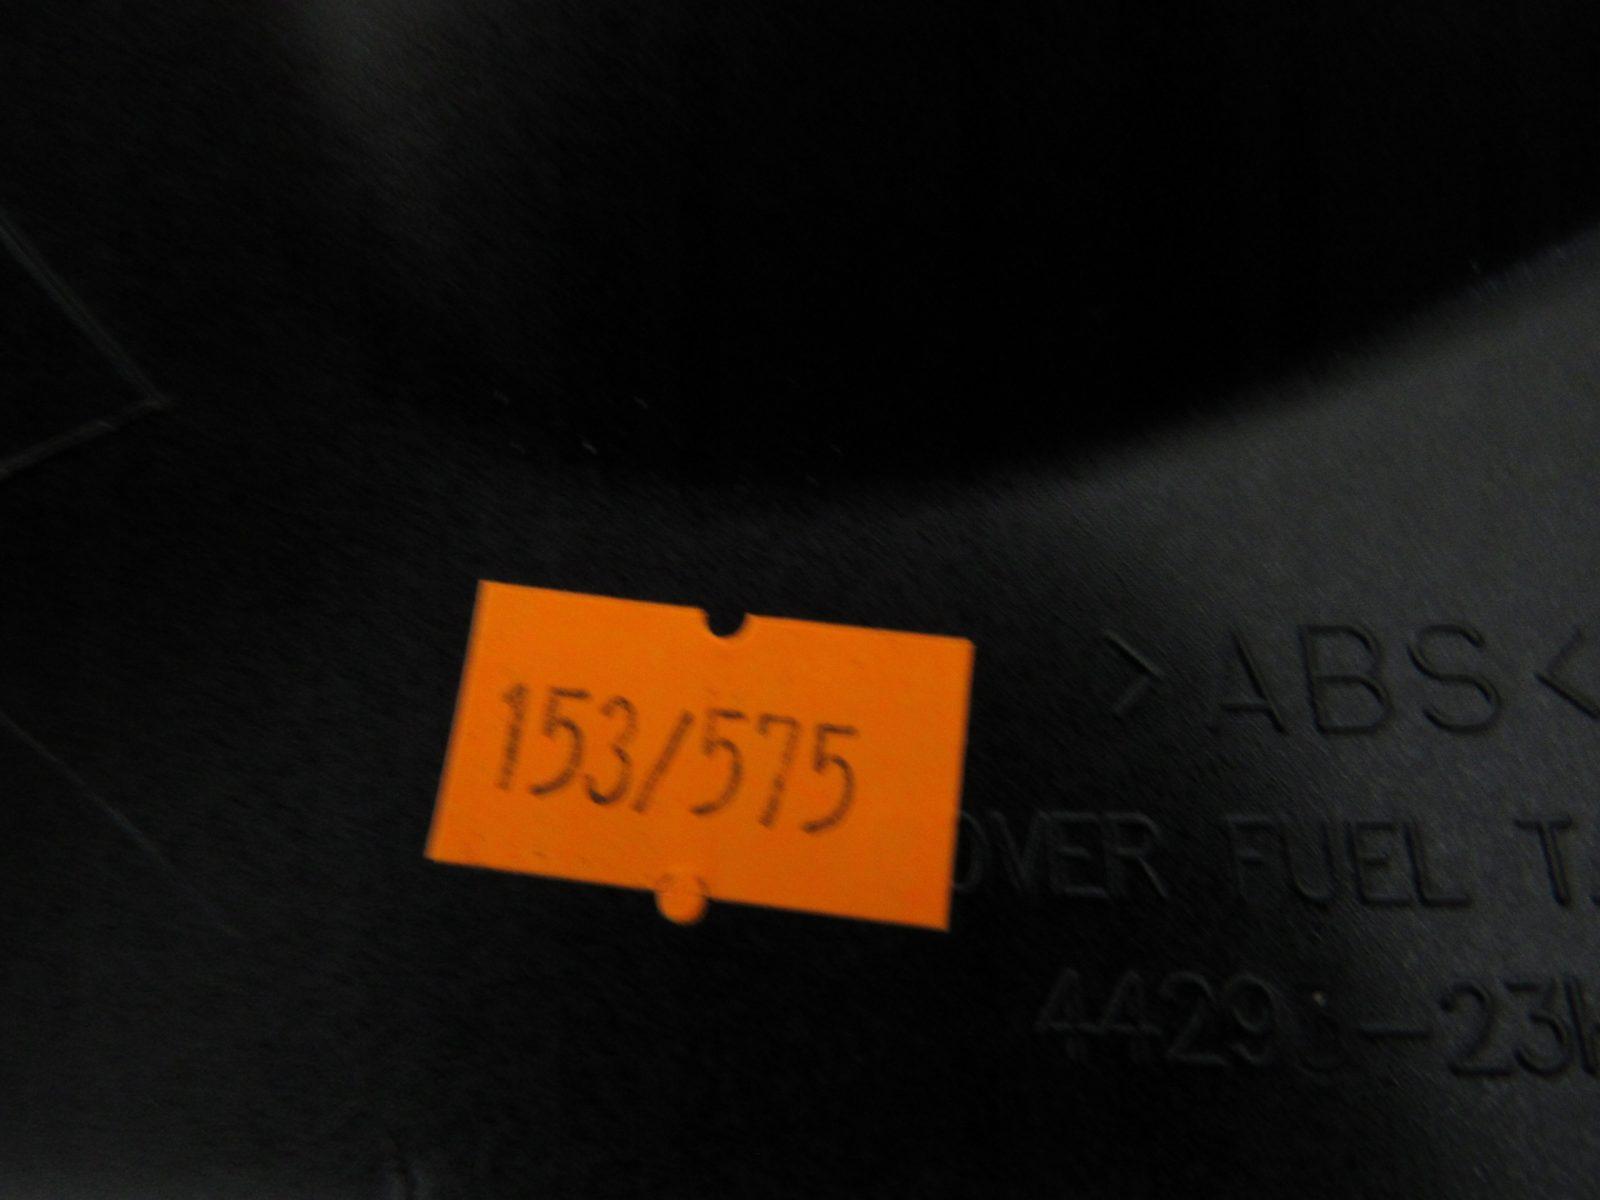 >ABS<
153/575
OVER FUEL T